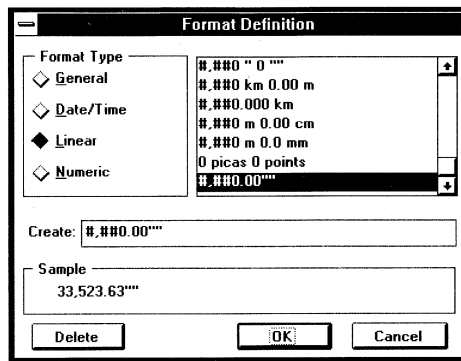 Format Definition
Format Type
General
Date/Time
Linear
Numeric
#,##0 " 0 ""
#,##0 km 0.00 m
#,##0.000 km
#,##0 m 0.00 cm
#,##0 m 0.0 mm
0 picas 0 points
#,##0.00""
Create: #,##0.00""
Sample
33,523.63""
Delete
OK
Cancel